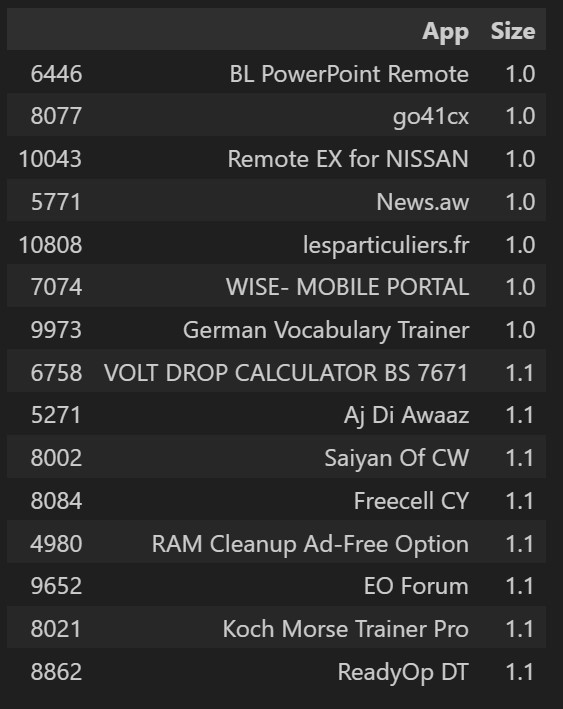 App Size
6446 BL PowerPoint Remote 1.0
8077 go41cx 1.0
10043 Remote EX for NISSAN 1.0
5771 News.aw 1.0
10808 lesparticuliers.fr 1.0
7074 WISE- MOBILE PORTAL 1.0
9973 German Vocabulary Trainer 1.0
6758 VOLT DROP CALCULATOR BS 7671 1.1
5271 Aj Di Awaaz 1.1
8002 Saiyan Of CW 1.1
8084 Freecell CY 1.1
4980 RAM Cleanup Ad-Free Option 1.1
9652 EO Forum 1.1
8021 Koch Morse Trainer Pro 1.1
8862 ReadyOp DT 1.1